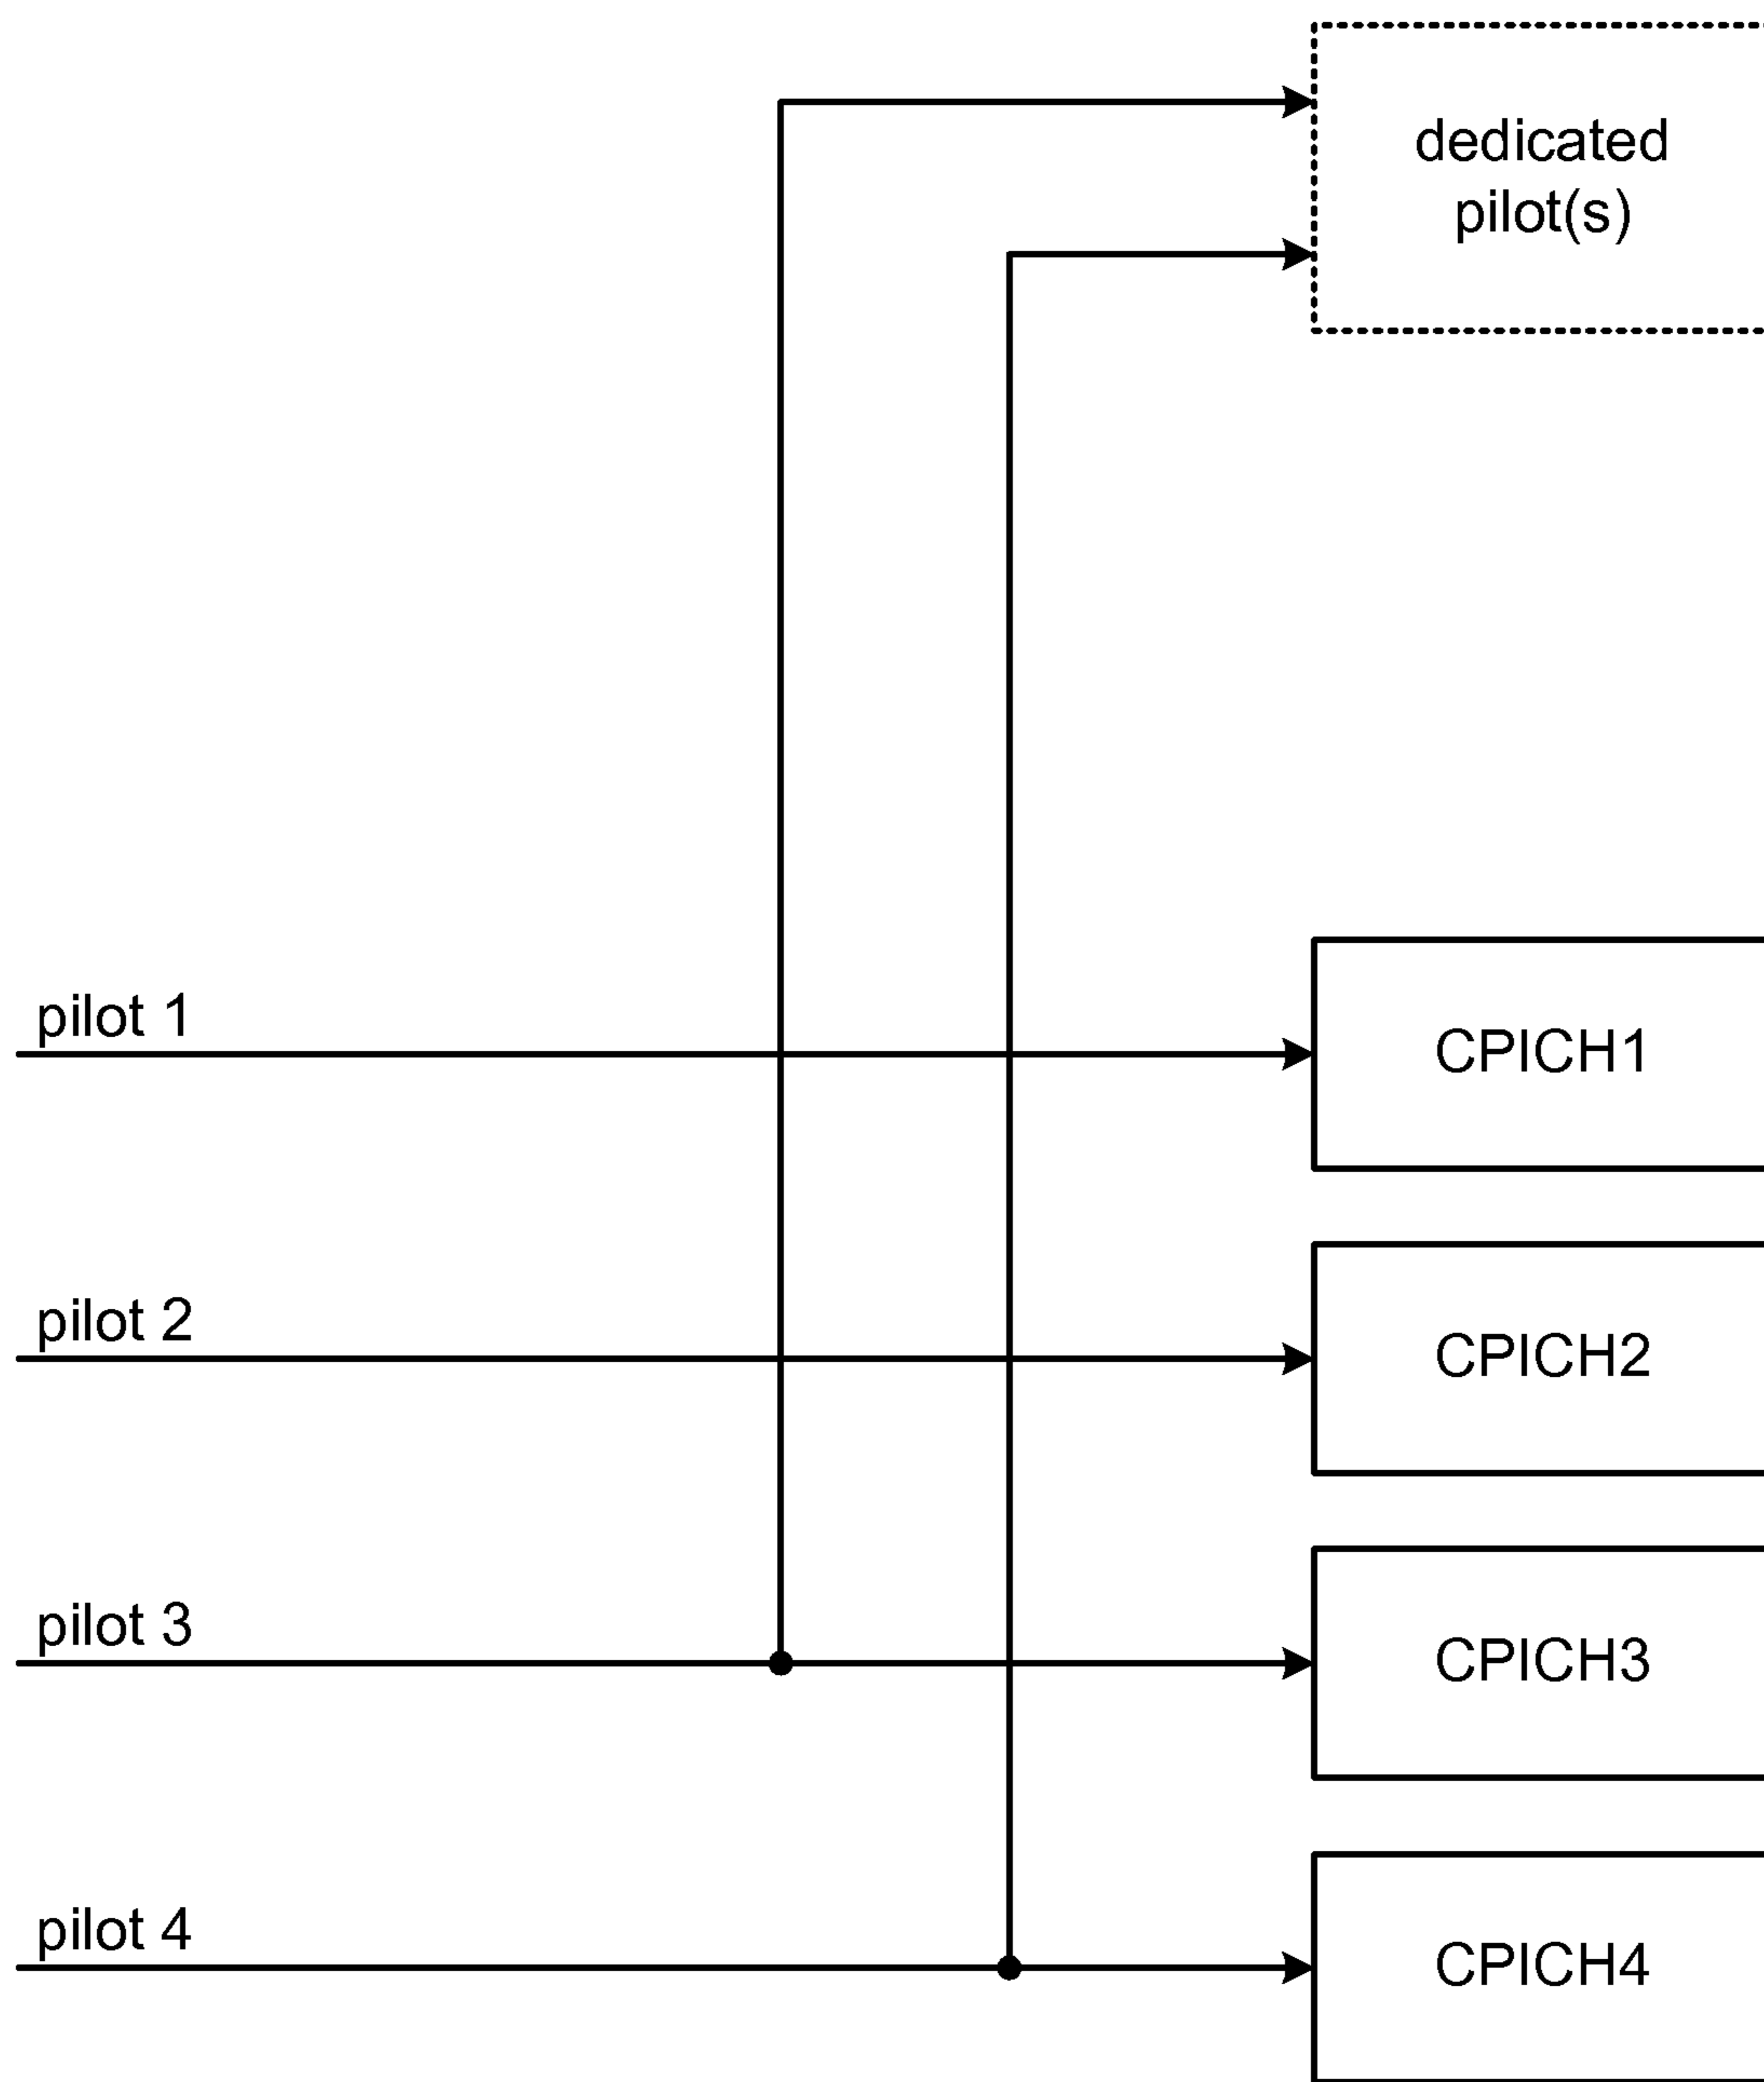 dedicated
pilot(s)
pilot 1
CPICH1
pilot 2
CPICH2
pilot 3
CPICH3
pilot 4
CPICH4